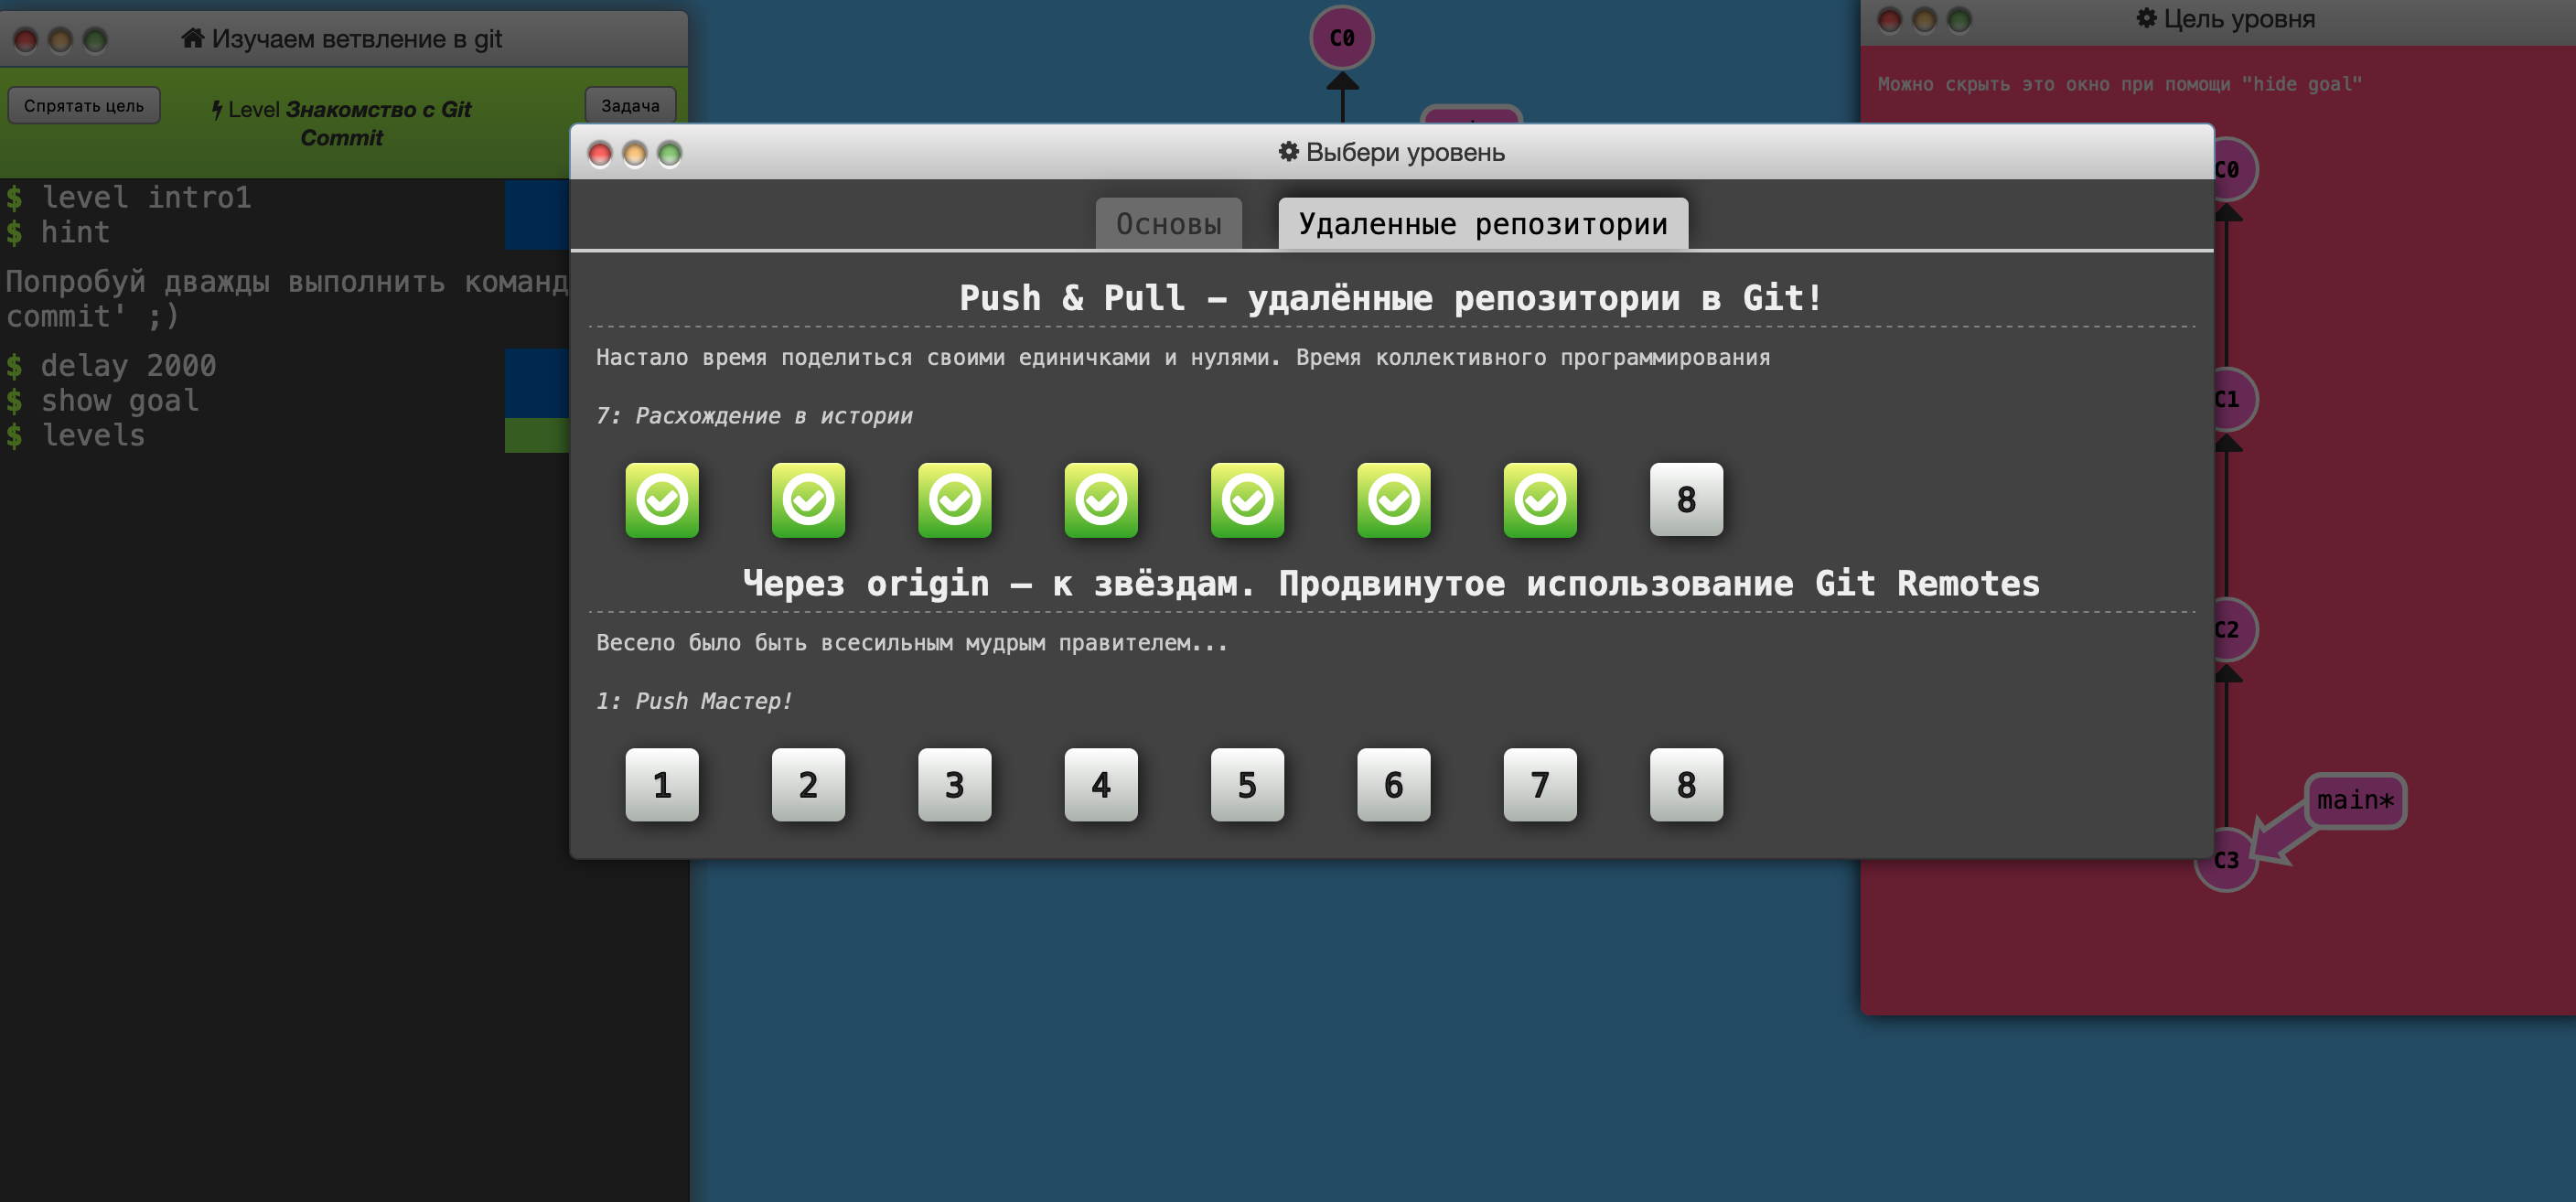 Изучаем ветвление в git
Спрятать цель
Level Знакомство с Git
Commit
Задача
$ level intro1
$ hint
Попробуй дважды выполнить команд
commit' ;)
$ delay 2000
$ show goal
$ levels
C0
Выбери уровень
Основы
Удаленные репозитории
Push & Pull – удалённые репозитории в Git!
Настало время поделиться своими единичками и нулями. Время коллективного программирования
7: Расхождение в истории
8
Через origin – к звёздам. Продвинутое использование Git Remotes
Весело было быть всесильным мудрым правителем...
1: Push Мастер!
1 2 3 4 5 6 7 8
Цель уровня
Можно скрыть это окно при помощи "hide goal"
C0
C1
C2
main*
C3